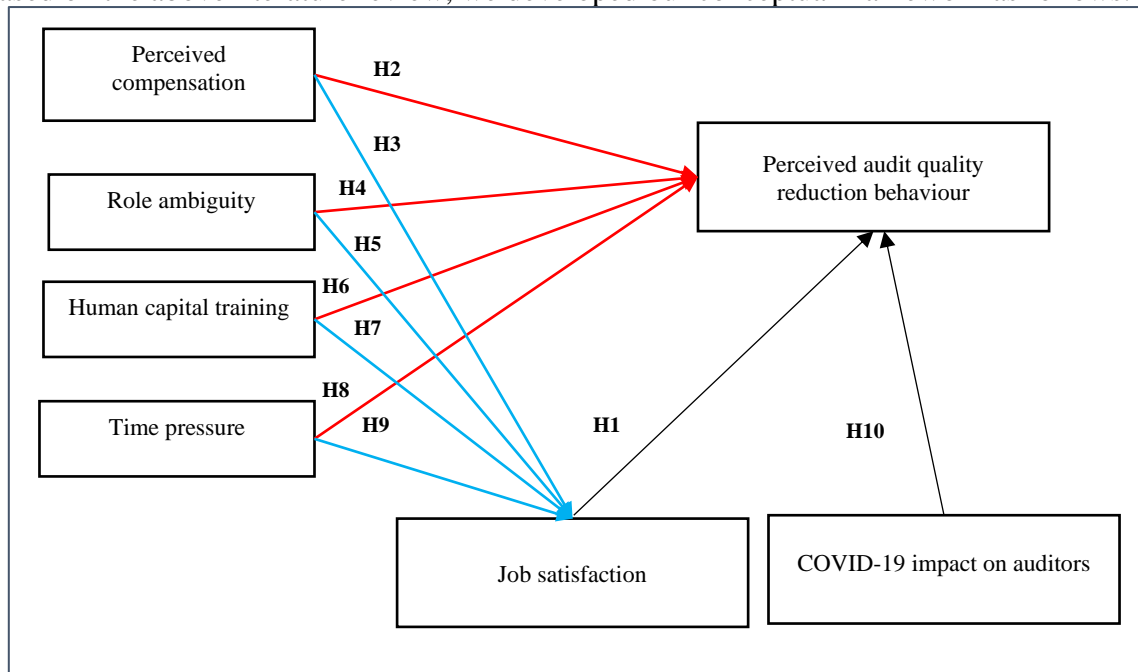 Perceived
compensation
H2
H3
Perceived audit quality
reduction behaviour
Role ambiguity
H4
H5
Human capital training
H6
H7
Time pressure
H8
H9
H1
H10
Job satisfaction
COVID-19 impact on auditors